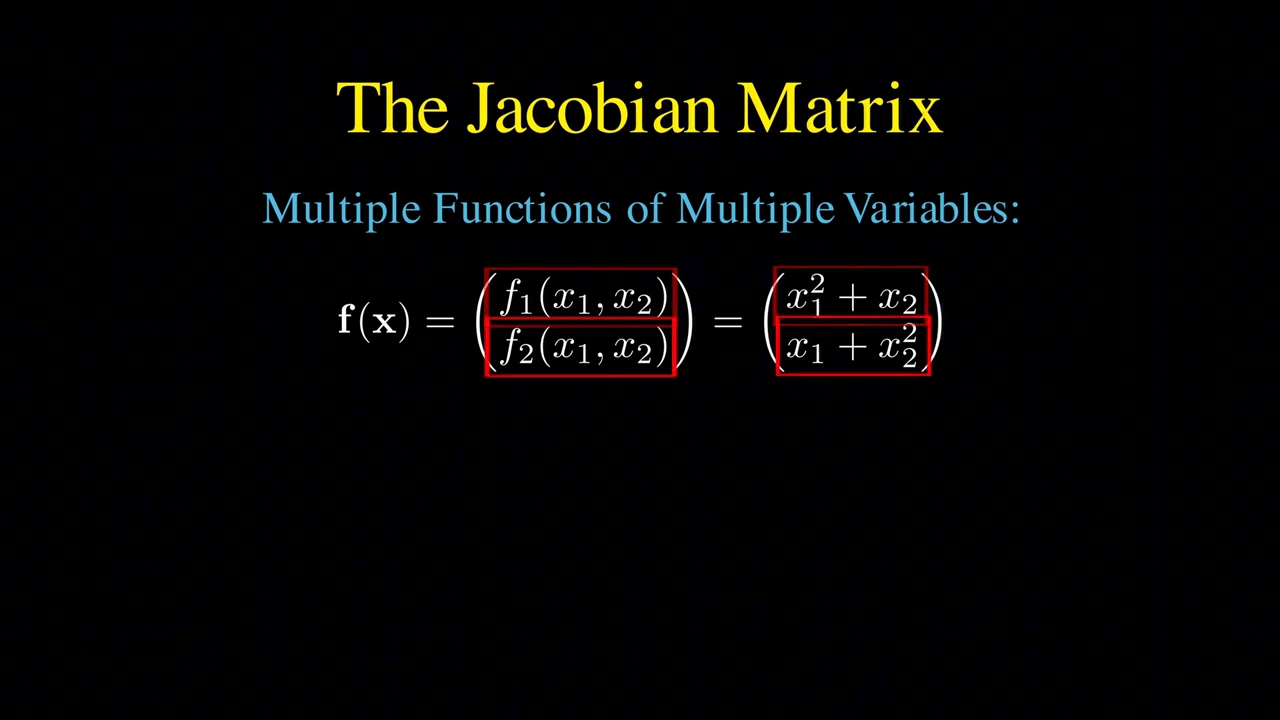 The Jacobian Matrix
Multiple Functions of Multiple Variables:
f(x) = (f₁(x₁, x₂) f₂(x₁, x₂)) = (x₁² + x₂ x₁ + x₂²)